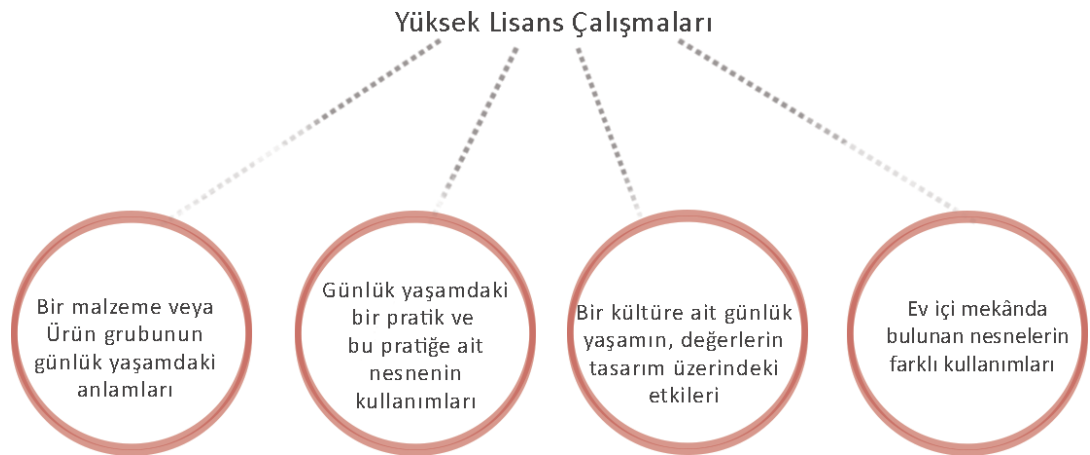 Yüksek Lisans Çalışmaları
Bir malzeme veya
Ürün grubunun
günlük yaşamdaki
anlamları
Günlük yaşamdaki
bir pratik ve
bu pratiğe ait
nesnenin
kullanımları
Bir kültüre ait günlük
yaşamın, değerlerin
tasarım üzerindeki
etkileri
Ev içi mekânda
bulunan nesnelerin
farklı kullanımları